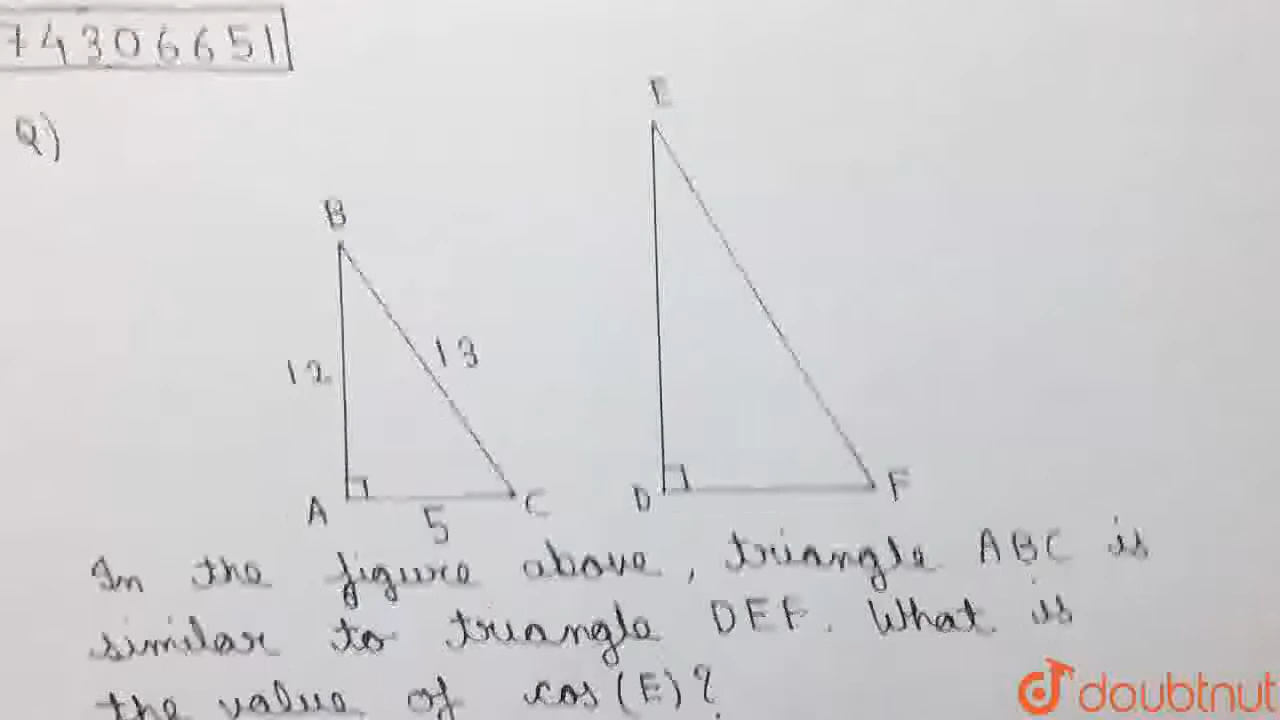 74306651
Q)
E
B
12
13
A
5
C
D
F
In the figure above, triangle ABC is
similar to triangle DEF. What is
the value of cos(E)?
doubtnut